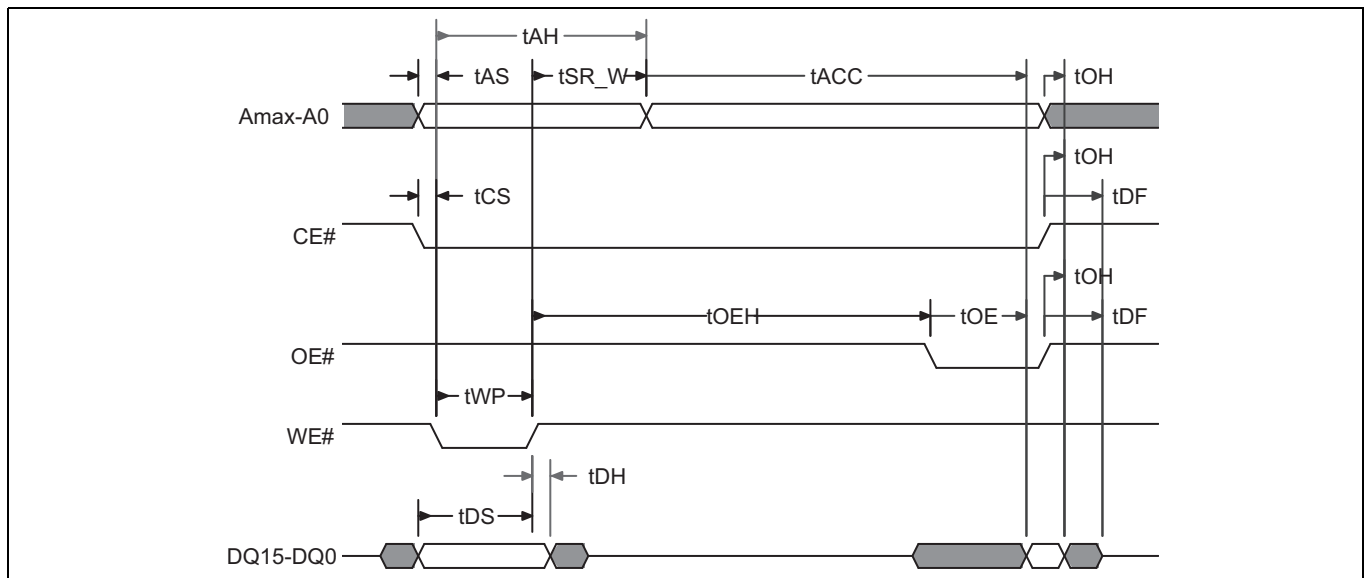 tAH
tAS tSR_W tACC tOH
Amax-A0
tOH
tCS tDF
CE#
tOH
tOEH tOE tDF
OE#
tWP
WE#
tDH
tDS
DQ15-DQ0